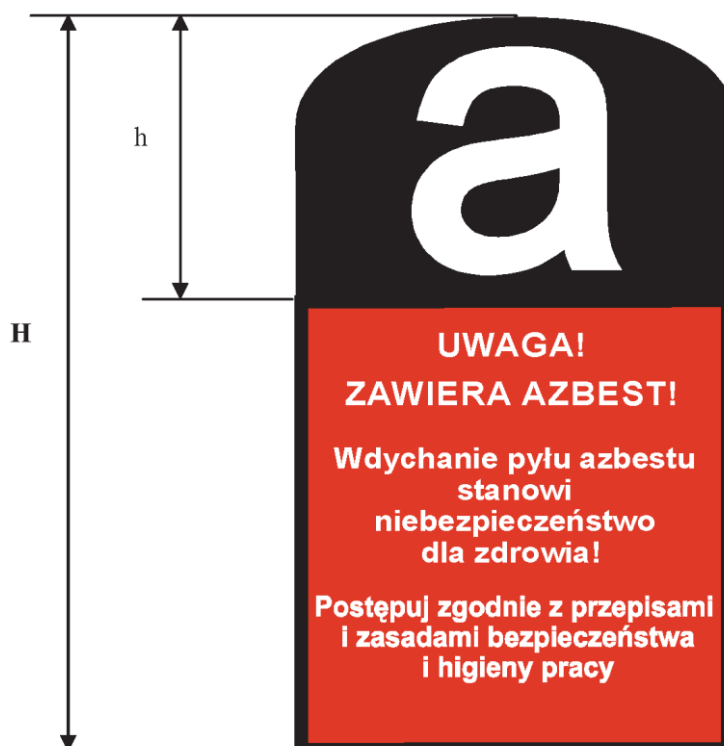 a
h
H
UWAGA!
ZAWIERA AZBEST!
Wdychanie pyłu azbestu
stanowi
niebezpieczeństwo
dla zdrowia!
Postępuj zgodnie z przepisami
i zasadami bezpieczeństwa
i higieny pracy